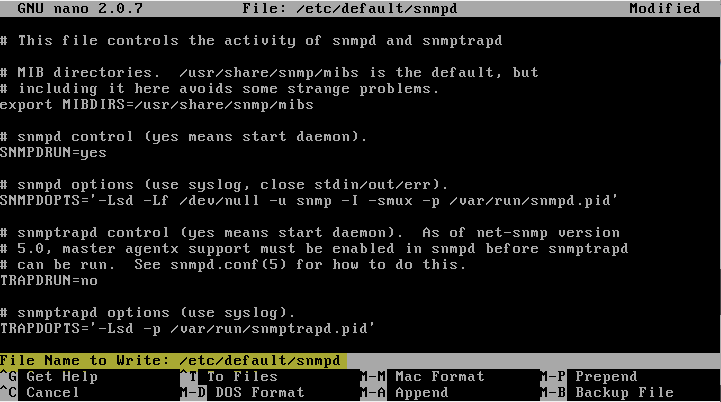 GNU nano 2.0.7 File: /etc/default/snmpd Modified
# This file controls the activity of snmpd and snmptrapd
# MIB directories. /usr/share/snmp/mibs is the default, but
# including it here avoids some strange problems.
export MIBDIRS=/usr/share/snmp/mibs
# snmpd control (yes means start daemon).
SNMPDRUN=yes
# snmpd options (use syslog, close stdin/out/err).
SNMPDOPTS='-Lsd -Lf /dev/null -u snmp -I -smux -p /var/run/snmpd.pid'
# snmptrapd control (yes means start daemon). As of net-snmp version
# 5.0, master agentx support must be enabled in snmpd before snmptrapd
# can be run. See snmpd.conf(5) for how to do this.
TRAPDRUN=no
# snmptrapd options (use syslog).
TRAPDOPTS='-Lsd -p /var/run/snmptrapd.pid'
File Name to Write: /etc/default/snmpd
^G Get Help ^T To Files M-M Mac Format M-P Prepend
^C Cancel M-D DOS Format M-A Append M-B Backup File